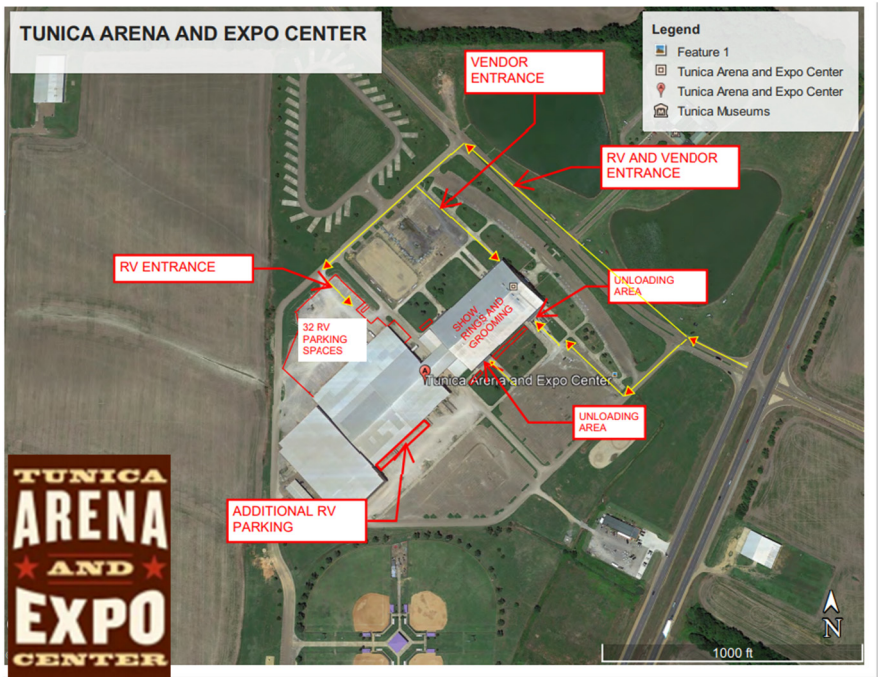 TUNICA ARENA AND EXPO CENTER
Legend
Feature 1
Tunica Arena and Expo Center
Tunica Arena and Expo Center
Tunica Museums
VENDOR
ENTRANCE
RV AND VENDOR
ENTRANCE
RV ENTRANCE
UNLOADING
AREA
SHOW
RINGS AND
GROOMING
32 RV
PARKING
SPACES
A
Tunica Arena and Expo Center
UNLOADING
AREA
ADDITIONAL RV
PARKING
TUNICA
ARENA
AND
EXPO
CENTER
N
1000 ft